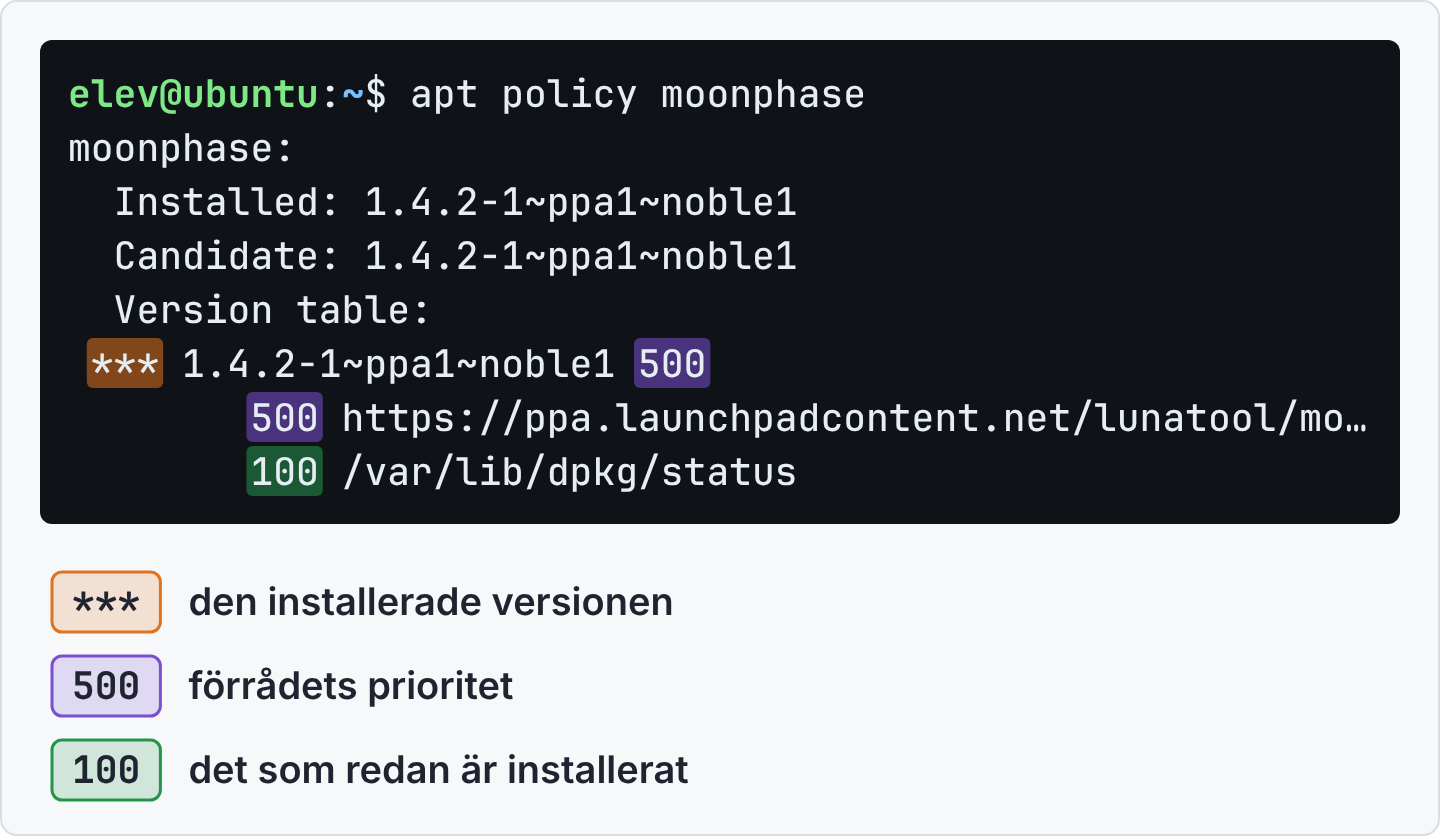 elev@ubuntu:~$ apt policy moonphase
moonphase:
  Installed: 1.4.2-1~ppa1~noble1
  Candidate: 1.4.2-1~ppa1~noble1
  Version table:
 *** 1.4.2-1~ppa1~noble1 500
        500 https://ppa.launchpadcontent.net/lunatool/mo…
        100 /var/lib/dpkg/status
*** den installerade versionen
500 förrådets prioritet
100 det som redan är installerat